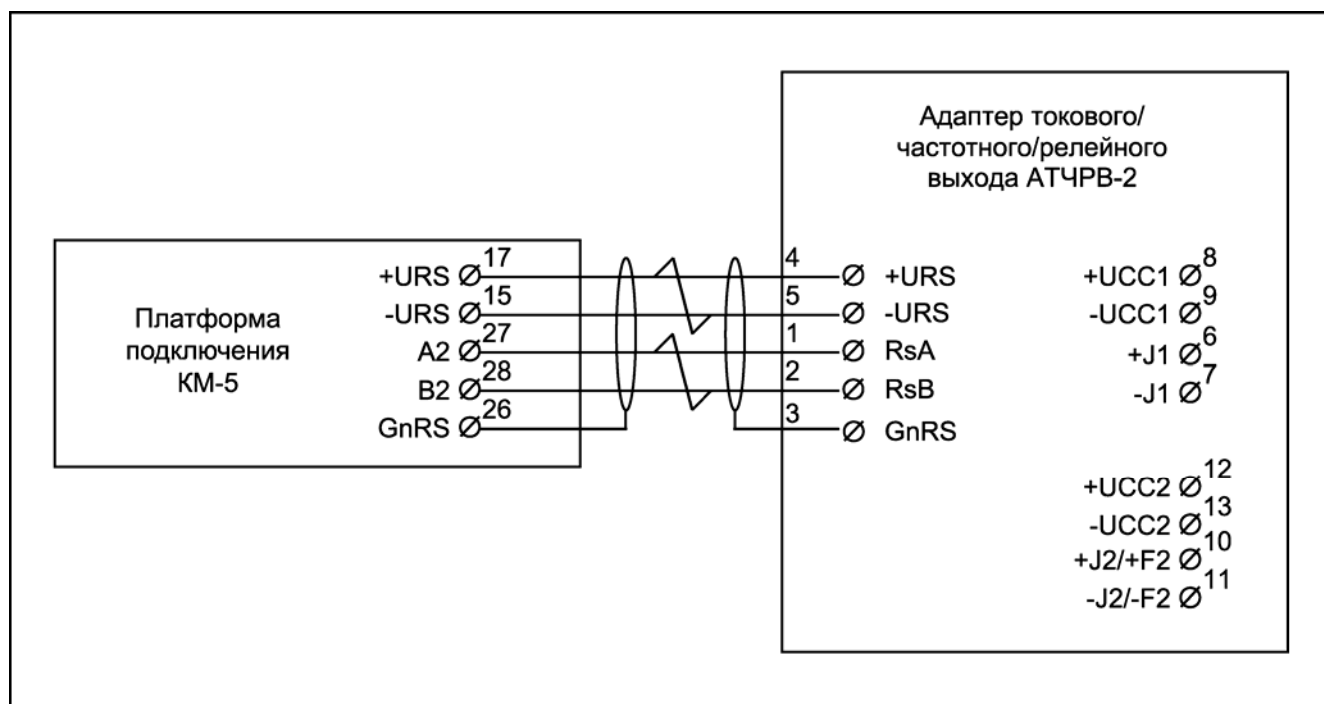 Адаптер токового/
частотного/релейного
выхода АТЧРВ-2
Платформа
подключения
КМ-5
+URS 17
-URS 15
A2 27
B2 28
GnRS 26
4 +URS
5 -URS
1 RsA
2 RsB
3 GnRS
+UCC1 8
-UCC1 9
+J1 6
-J1 7
+UCC2 12
-UCC2 13
+J2/+F2 10
-J2/-F2 11